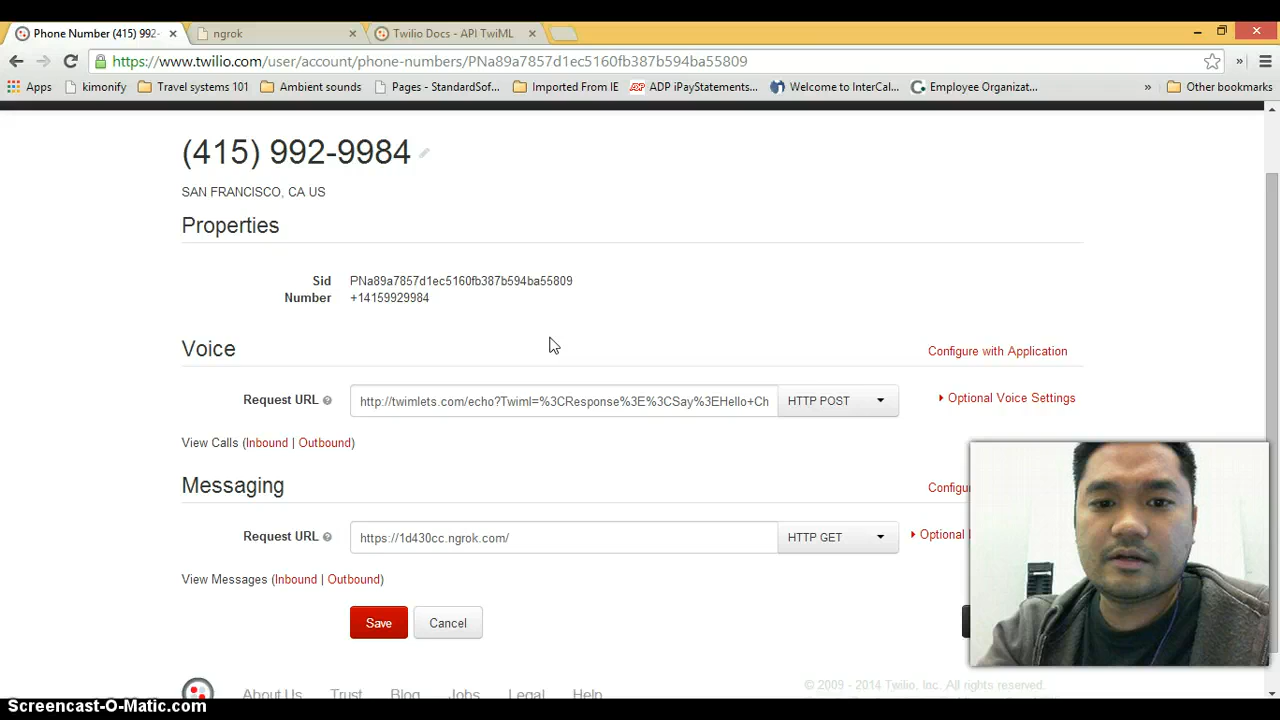 Phone Number (415) 992-
ngrok
Twilio Docs - API TwiML
https://www.twilio.com/user/account/phone-numbers/PNa89a7857d1ec5160fb387b594ba55809
Apps kimonify Travel systems 101 Ambient sounds Pages - StandardSof... Imported From IE ADP iPayStatements... Welcome to InterCal... Employee Organizat... » Other bookmarks
(415) 992-9984
SAN FRANCISCO, CA US
Properties
Sid PNa89a7857d1ec5160fb387b594ba55809
Number +14159929984
Voice Configure with Application
Request URL http://twimlets.com/echo?Twiml=%3CResponse%3E%3CSay%3EHello+Ch HTTP POST Optional Voice Settings
View Calls (Inbound | Outbound)
Messaging Configu
Request URL https://1d430cc.ngrok.com/ HTTP GET Optional
View Messages (Inbound | Outbound)
Save Cancel
About Us Trust Blog Jobs Legal Help © 2009 - 2014 Twilio, Inc. All rights reserved.
Screencast-O-Matic.com